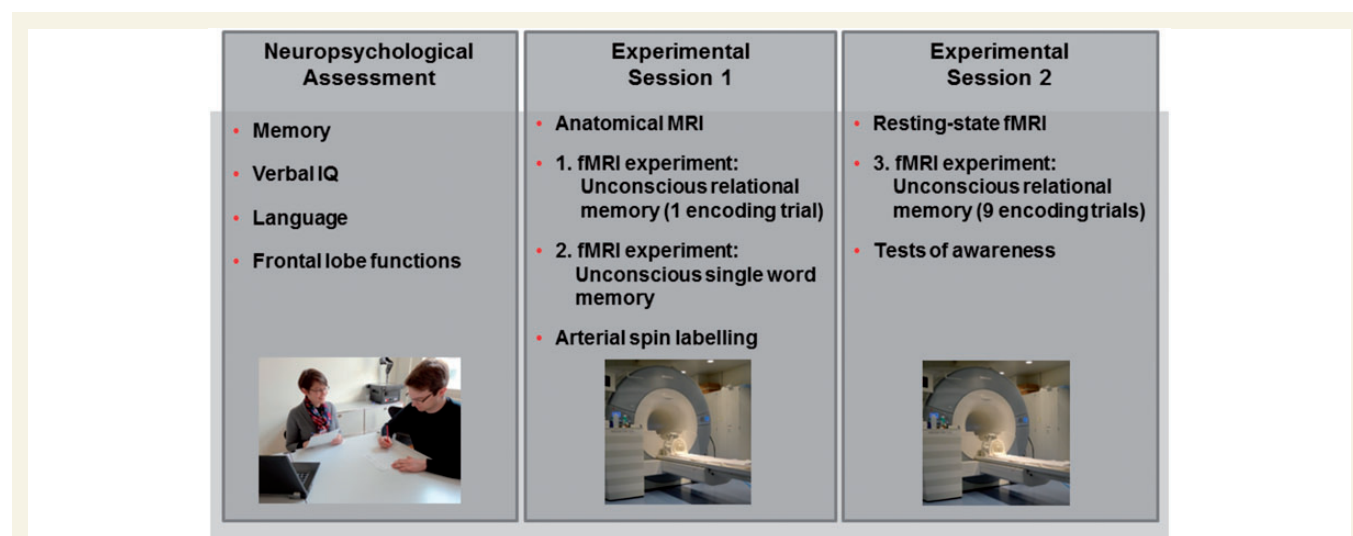 Neuropsychological
Assessment
• Memory
• Verbal IQ
• Language
• Frontal lobe functions
Experimental
Session 1
• Anatomical MRI
• 1. fMRI experiment:
Unconscious relational
memory (1 encoding trial)
• 2. fMRI experiment:
Unconscious single word
memory
• Arterial spin labelling
Experimental
Session 2
• Resting-state fMRI
• 3. fMRI experiment:
Unconscious relational
memory (9 encoding trials)
• Tests of awareness